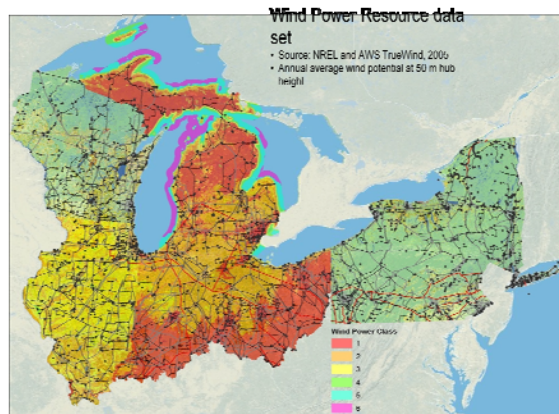 Wind Power Resource data
set
• Source: NREL and AWS TrueWind, 2005
• Annual average wind potential at 50 m hub
height
Wind Power Class
1
2
3
4
5
6